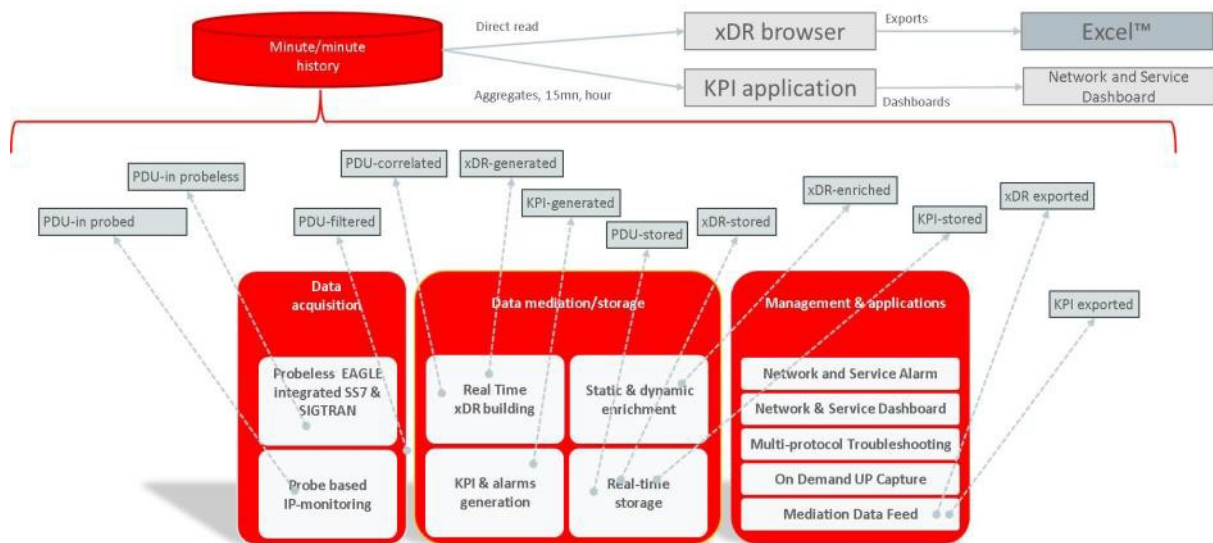 Minute/minute
history
Direct read
Aggregates, 15mn, hour
xDR browser
KPI application
Exports
Dashboards
Excel™
Network and Service
Dashboard
PDU-in probed
PDU-in probeless
PDU-filtered
PDU-correlated
xDR-generated
KPI-generated
PDU-stored
xDR-stored
xDR-enriched
KPI-stored
xDR exported
KPI exported
Data
acquisition
Probeless EAGLE
integrated SS7 &
SIGTRAN
Probe based
IP-monitoring
Data mediation/storage
Real Time
xDR building
Static & dynamic
enrichment
KPI & alarms
generation
Real-time
storage
Management & applications
Network and Service Alarm
Network & Service Dashboard
Multi-protocol Troubleshooting
On Demand UP Capture
Mediation Data Feed